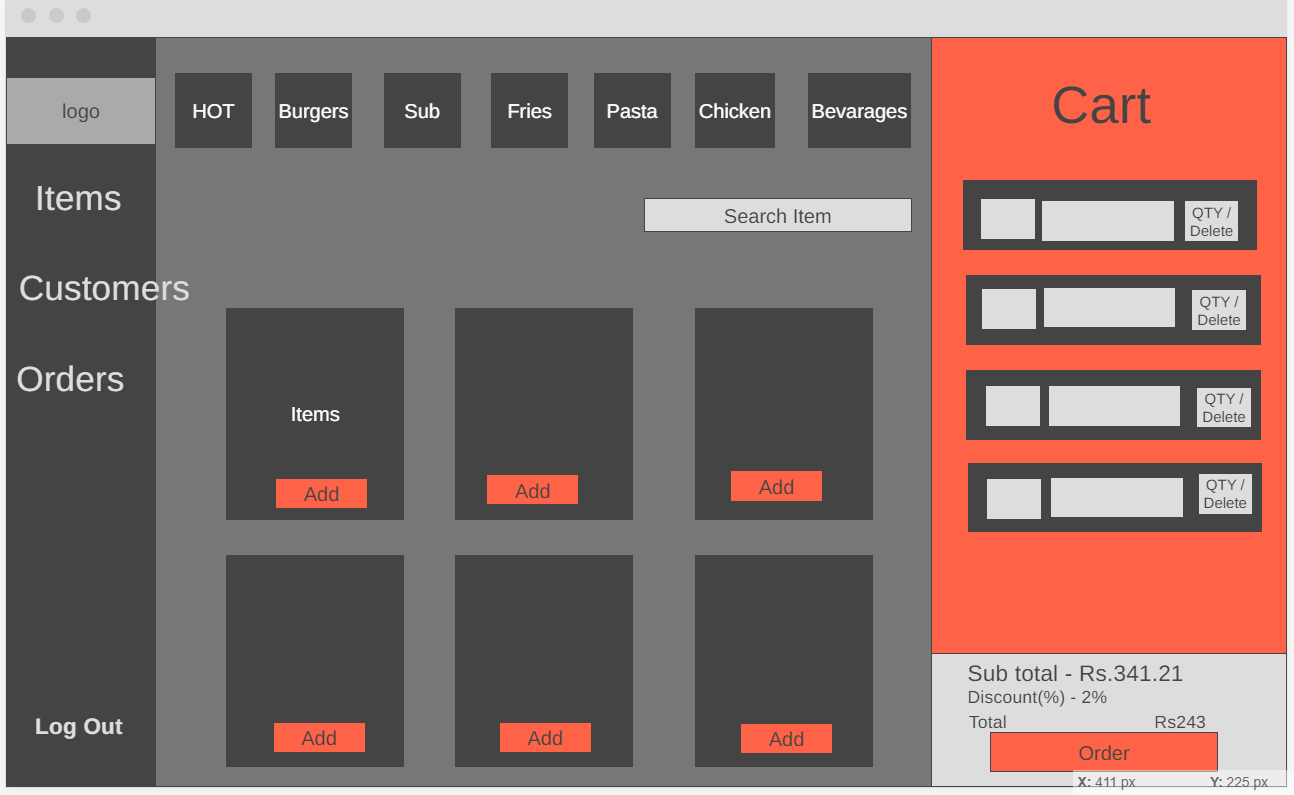 logo
Items
Customers
Orders
Log Out
HOT
Burgers
Sub
Fries
Pasta
Chicken
Bevarages
Search Item
Items
Add
Add
Add
Add
Add
Add
Cart
QTY /
Delete
QTY /
Delete
QTY /
Delete
QTY /
Delete
Sub total - Rs.341.21
Discount(%) - 2%
Total Rs243
Order
X: 411 px Y: 225 px